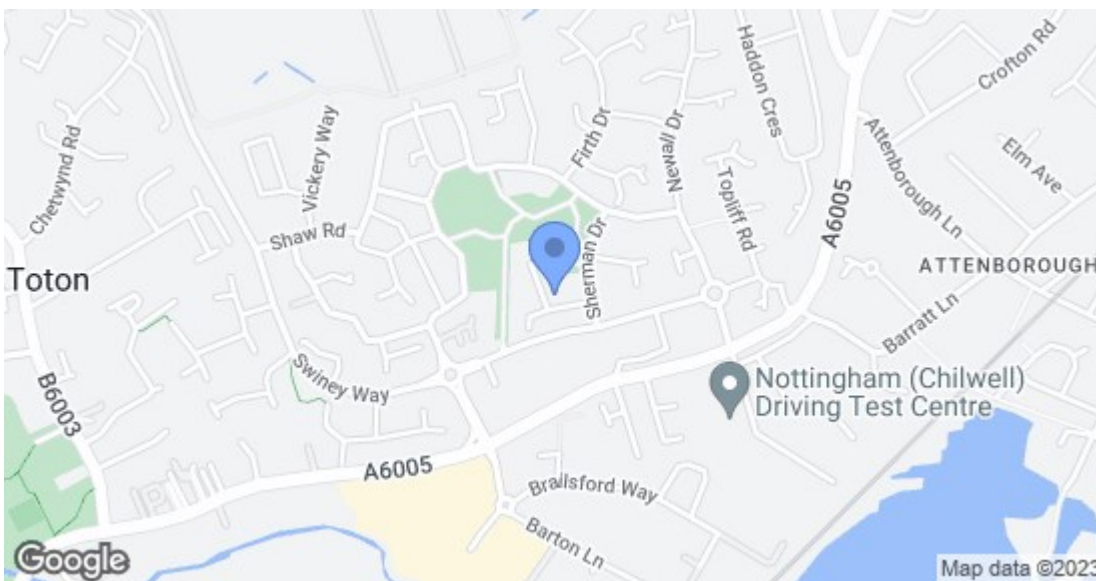 Chetwynd Rd
Vickery Way
Shaw Rd
Firth Dr
Newall Dr
Haddon Cres
Topliff Rd
Sherman Dr
A6005
Attenborough Ln
Crofton Rd
Elm Ave
ATTENBOROUGH
Barratt Ln
Toton
B6003
Swiney Way
A6005
Nottingham (Chilwell)
Driving Test Centre
Brailsford Way
Barton Ln
Google
Map data ©2023